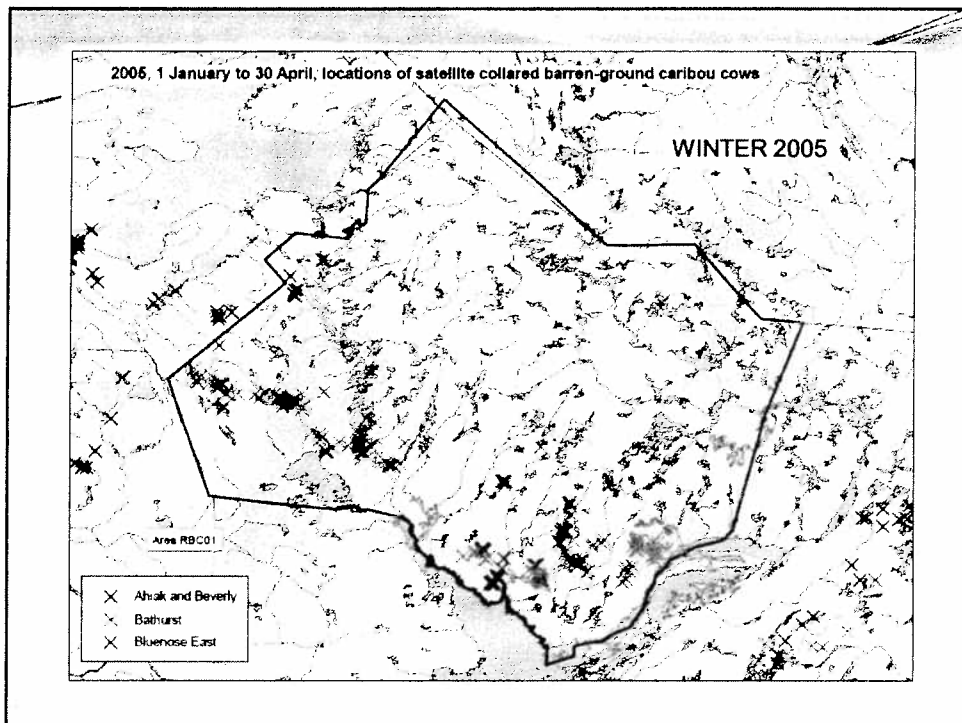 2005, 1 January to 30 April, locations of satellite collared barren-ground caribou cows
WINTER 2005
Area RBC01
Ahiak and Beverly
Bathurst
Bluenose East